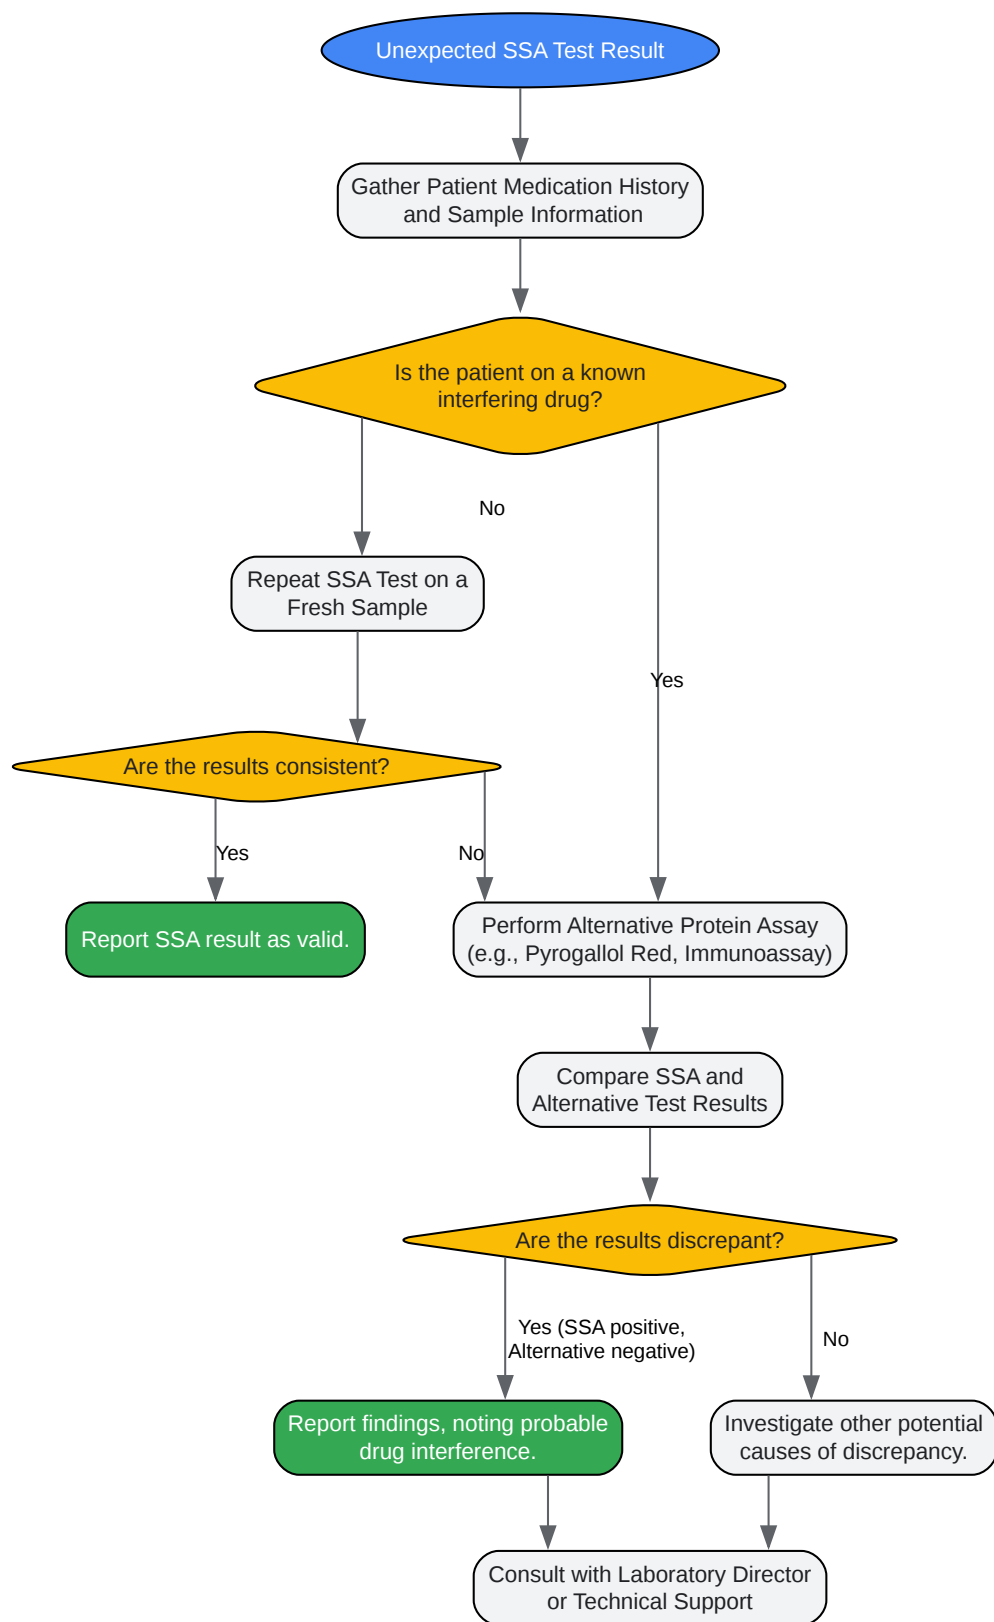 Unexpected SSA Test Result
Gather Patient Medication History
and Sample Information
Is the patient on a known
interfering drug?
No
Repeat SSA Test on a
Fresh Sample
Yes
Are the results consistent?
Yes
No
Report SSA result as valid.
Perform Alternative Protein Assay
(e.g., Pyrogallol Red, Immunoassay)
Compare SSA and
Alternative Test Results
Are the results discrepant?
Yes (SSA positive,
Alternative negative)
No
Report findings, noting probable
drug interference.
Investigate other potential
causes of discrepancy.
Consult with Laboratory Director
or Technical Support